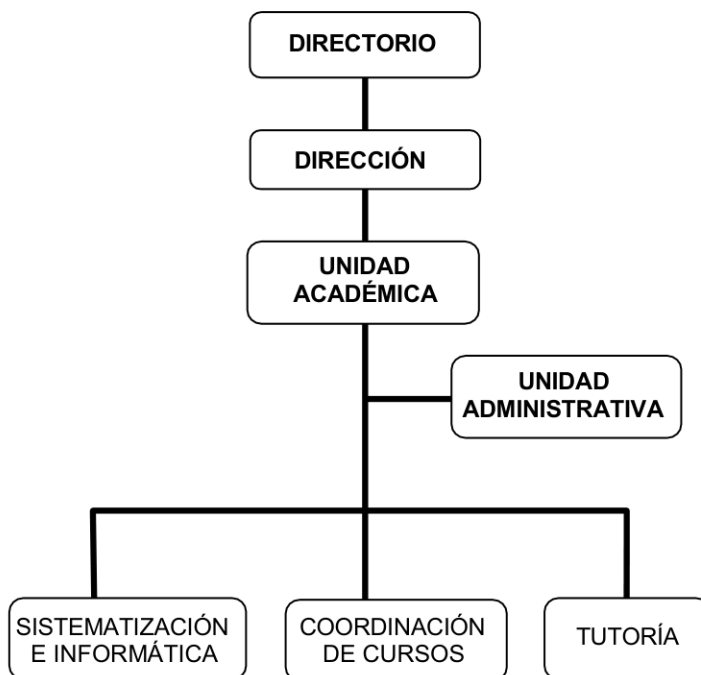 DIRECTORIO
DIRECCIÓN
UNIDAD
ACADÉMICA
UNIDAD
ADMINISTRATIVA
SISTEMATIZACIÓN
E INFORMÁTICA
COORDINACIÓN
DE CURSOS
TUTORÍA